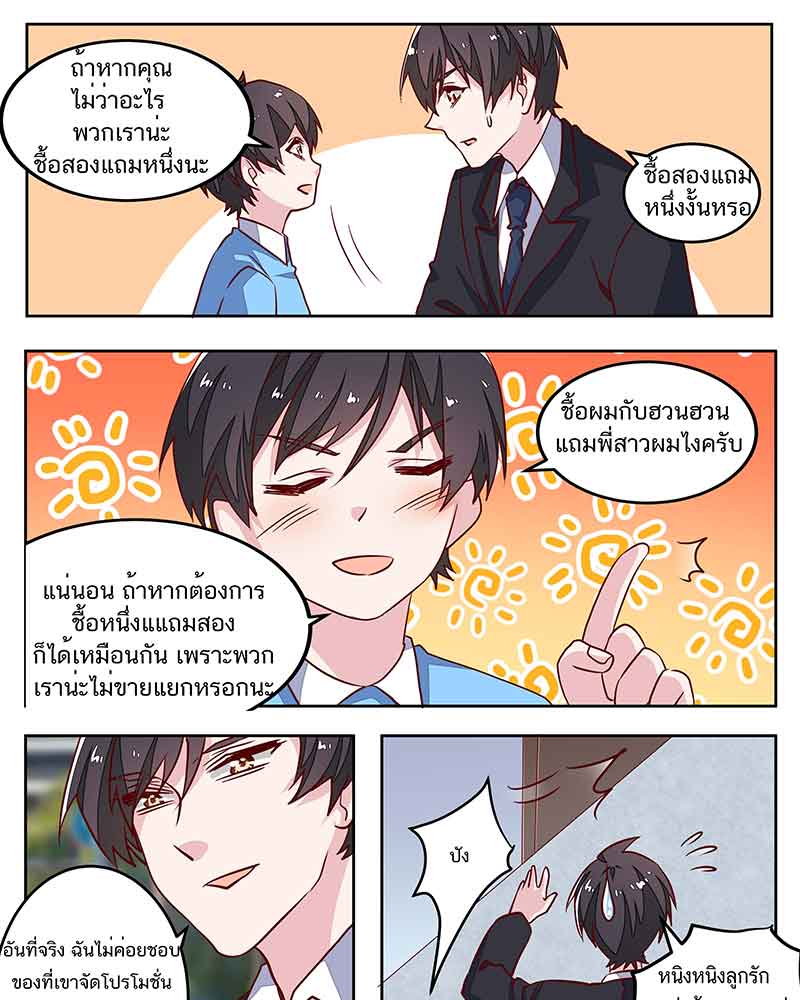 ถ้าหากคุณ
ไม่ว่าอะไร
พวกเราน่ะ
ซื้อสองแถมหนึ่งนะ
ซื้อสองแถม
หนึ่งงั้นหรอ
ซื้อผมกับฮวนฮวน
แถมพี่สาวผมไงครับ
แน่นอน ถ้าหากต้องการ
ซื้อหนึ่งแแถมสอง
ก็ได้เหมือนกัน เพราะพวก
เราน่ะไม่ขายแยกหรอกนะ
อันที่จริง ฉันไม่ค่อยชอบ
ของที่เขาจัดโปรโมชั่น
ปัง
หนิงหนิงลูกรัก